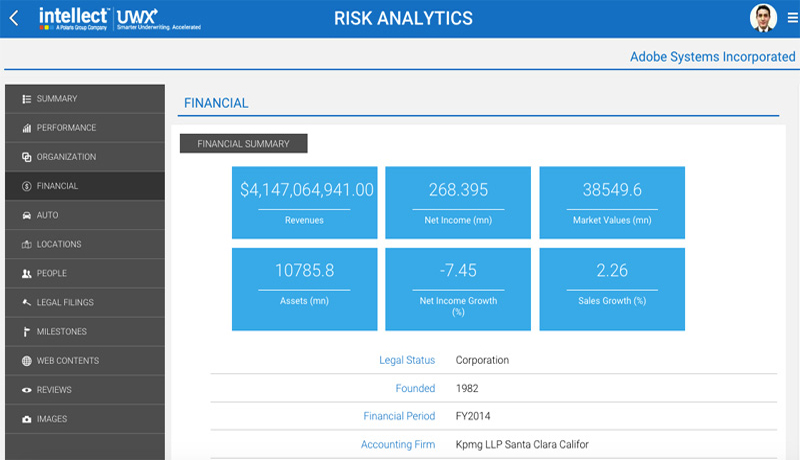 intellect UWX
A Polaris Group Company Smarter Underwriting. Accelerated
RISK ANALYTICS
Adobe Systems Incorporated
SUMMARY
PERFORMANCE
ORGANIZATION
FINANCIAL
AUTO
LOCATIONS
PEOPLE
LEGAL FILINGS
MILESTONES
WEB CONTENTS
REVIEWS
IMAGES
FINANCIAL
FINANCIAL SUMMARY
$4,147,064,941.00
Revenues
268.395
Net Income (mn)
38549.6
Market Values (mn)
10785.8
Assets (mn)
-7.45
Net Income Growth
(%)
2.26
Sales Growth (%)
Legal Status Corporation
Founded 1982
Financial Period FY2014
Accounting Firm Kpmg LLP Santa Clara Califor